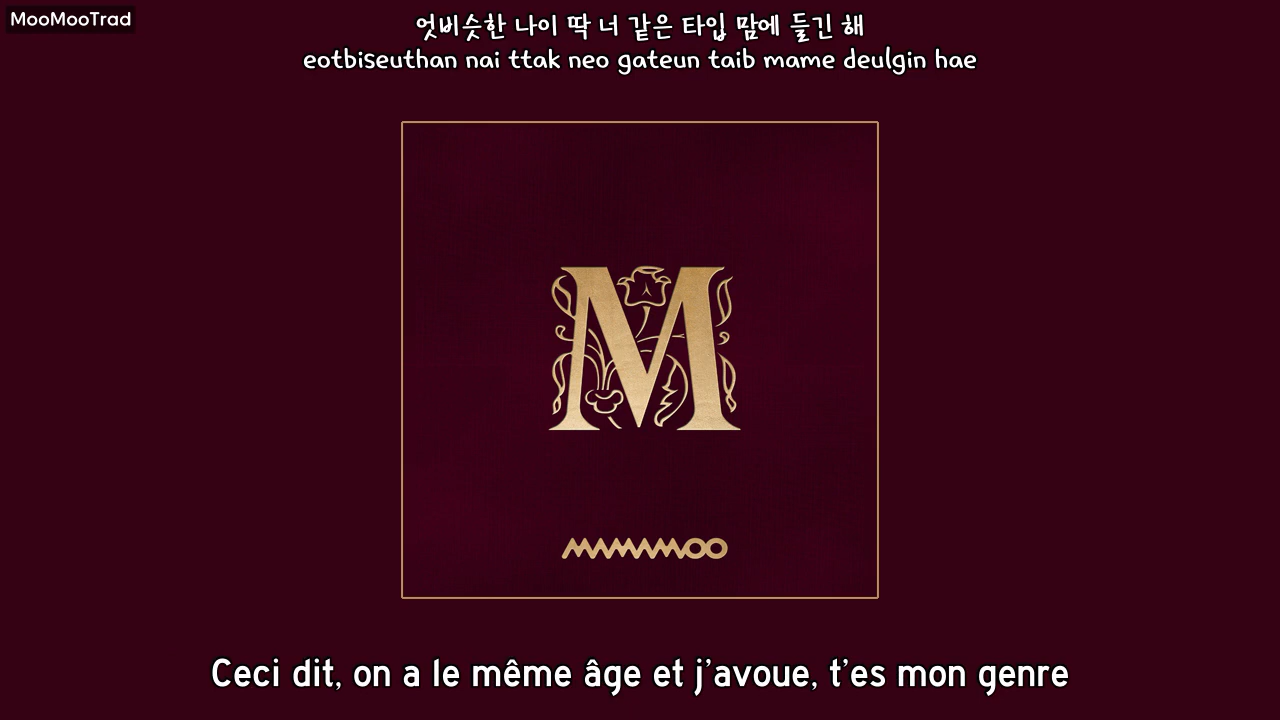 MooMooTrad
엇비슷한 나이 딱 너 같은 타입 맘에 들긴 해
eotbiseuthan nai ttak neo gateun taib mame deulgin hae
M
MAMAMOO
Ceci dit, on a le même âge et j'avoue, t'es mon genre